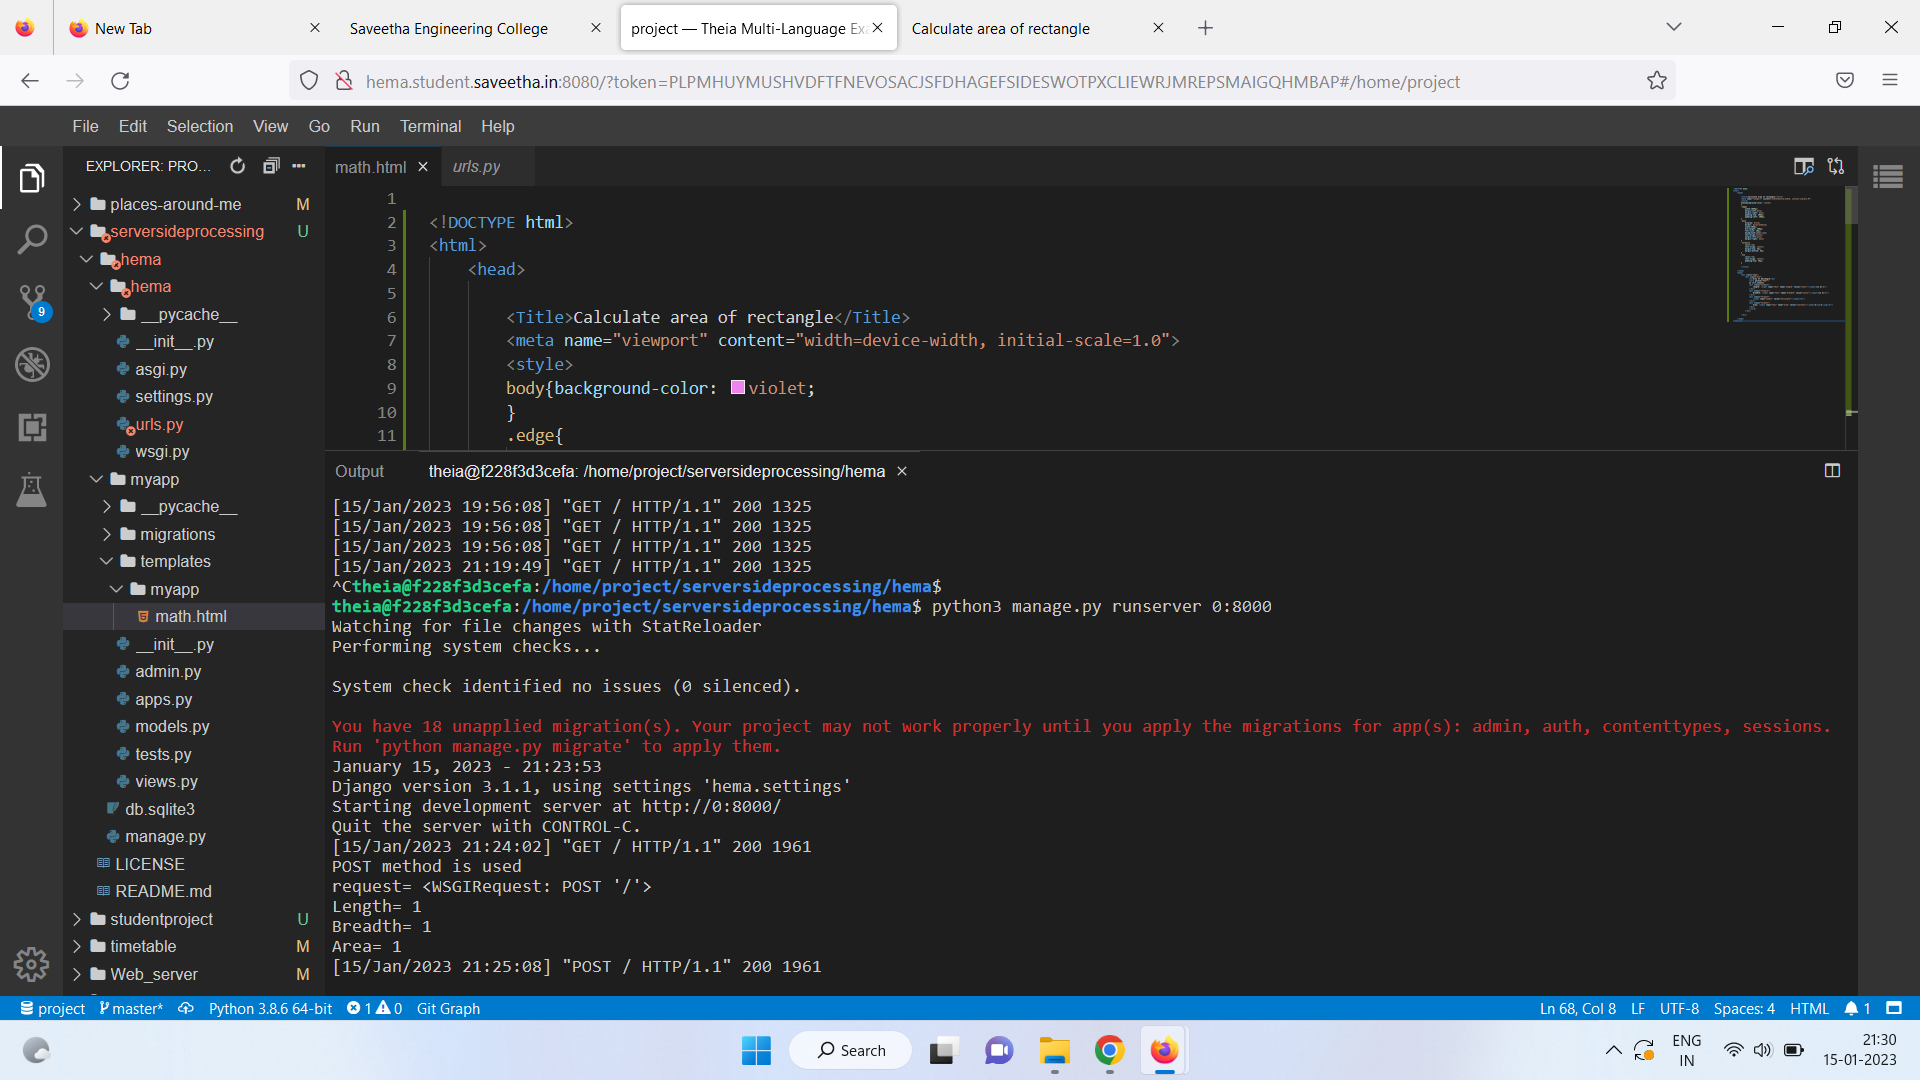 New Tab
Saveetha Engineering College
project — Theia Multi-Language Exa
Calculate area of rectangle
hema.student.saveetha.in:8080/?token=PLPMHUYMUSHVDFTFNEVOSACJSFDHAGEFSIDESWOTPXCLIEWRJMREPSMAIGQHMBAP#/home/project
File Edit Selection View Go Run Terminal Help
EXPLORER: PRO...
places-around-me M
serversideprocessing U
hema
hema
__pycache__
__init__.py
asgi.py
settings.py
urls.py
wsgi.py
myapp
__pycache__
migrations
templates
myapp
math.html
__init__.py
admin.py
apps.py
models.py
tests.py
views.py
db.sqlite3
manage.py
LICENSE
README.md
studentproject U
timetable M
Web_server M
9
math.html
urls.py
1
2 <!DOCTYPE html>
3 <html>
4 <head>
5
6 <Title>Calculate area of rectangle</Title>
7 <meta name="viewport" content="width=device-width, initial-scale=1.0">
8 <style>
9 body{background-color: violet;
10 }
11 .edge{
Output
theia@f228f3d3cefa: /home/project/serversideprocessing/hema
[15/Jan/2023 19:56:08] "GET / HTTP/1.1" 200 1325
[15/Jan/2023 19:56:08] "GET / HTTP/1.1" 200 1325
[15/Jan/2023 19:56:08] "GET / HTTP/1.1" 200 1325
[15/Jan/2023 21:19:49] "GET / HTTP/1.1" 200 1325
^Ctheia@f228f3d3cefa:/home/project/serversideprocessing/hema$
theia@f228f3d3cefa:/home/project/serversideprocessing/hema$ python3 manage.py runserver 0:8000
Watching for file changes with StatReloader
Performing system checks...
System check identified no issues (0 silenced).
You have 18 unapplied migration(s). Your project may not work properly until you apply the migrations for app(s): admin, auth, contenttypes, sessions.
Run 'python manage.py migrate' to apply them.
January 15, 2023 - 21:23:53
Django version 3.1.1, using settings 'hema.settings'
Starting development server at http://0:8000/
Quit the server with CONTROL-C.
[15/Jan/2023 21:24:02] "GET / HTTP/1.1" 200 1961
POST method is used
request= <WSGIRequest: POST '/'>
Length= 1
Breadth= 1
Area= 1
[15/Jan/2023 21:25:08] "POST / HTTP/1.1" 200 1961
project master* Python 3.8.6 64-bit 1 0 Git Graph
Ln 68, Col 8 LF UTF-8 Spaces: 4 HTML 1
Search
ENG
IN
21:30
15-01-2023